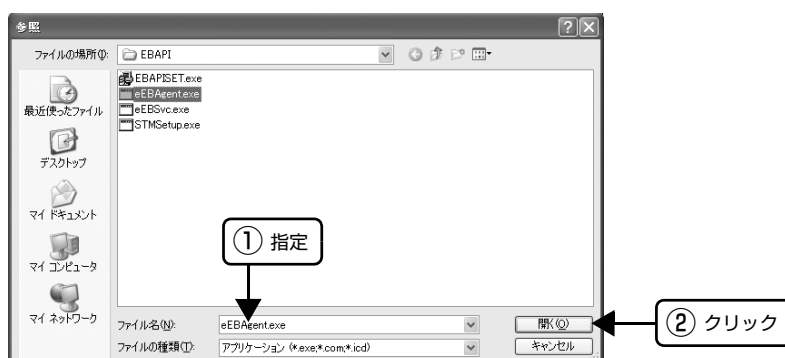 参照
ファイルの場所(I):
EBAPI
最近使ったファイル
デスクトップ
マイ ドキュメント
マイ コンピュータ
マイ ネットワーク
EBAPISET.exe
eEBAgent.exe
eEBSvc.exe
STMSetup.exe
① 指定
ファイル名(N):
eEBAgent.exe
開く(O)
② クリック
ファイルの種類(T):
アプリケーション (*.exe;*.com;*.icd)
キャンセル